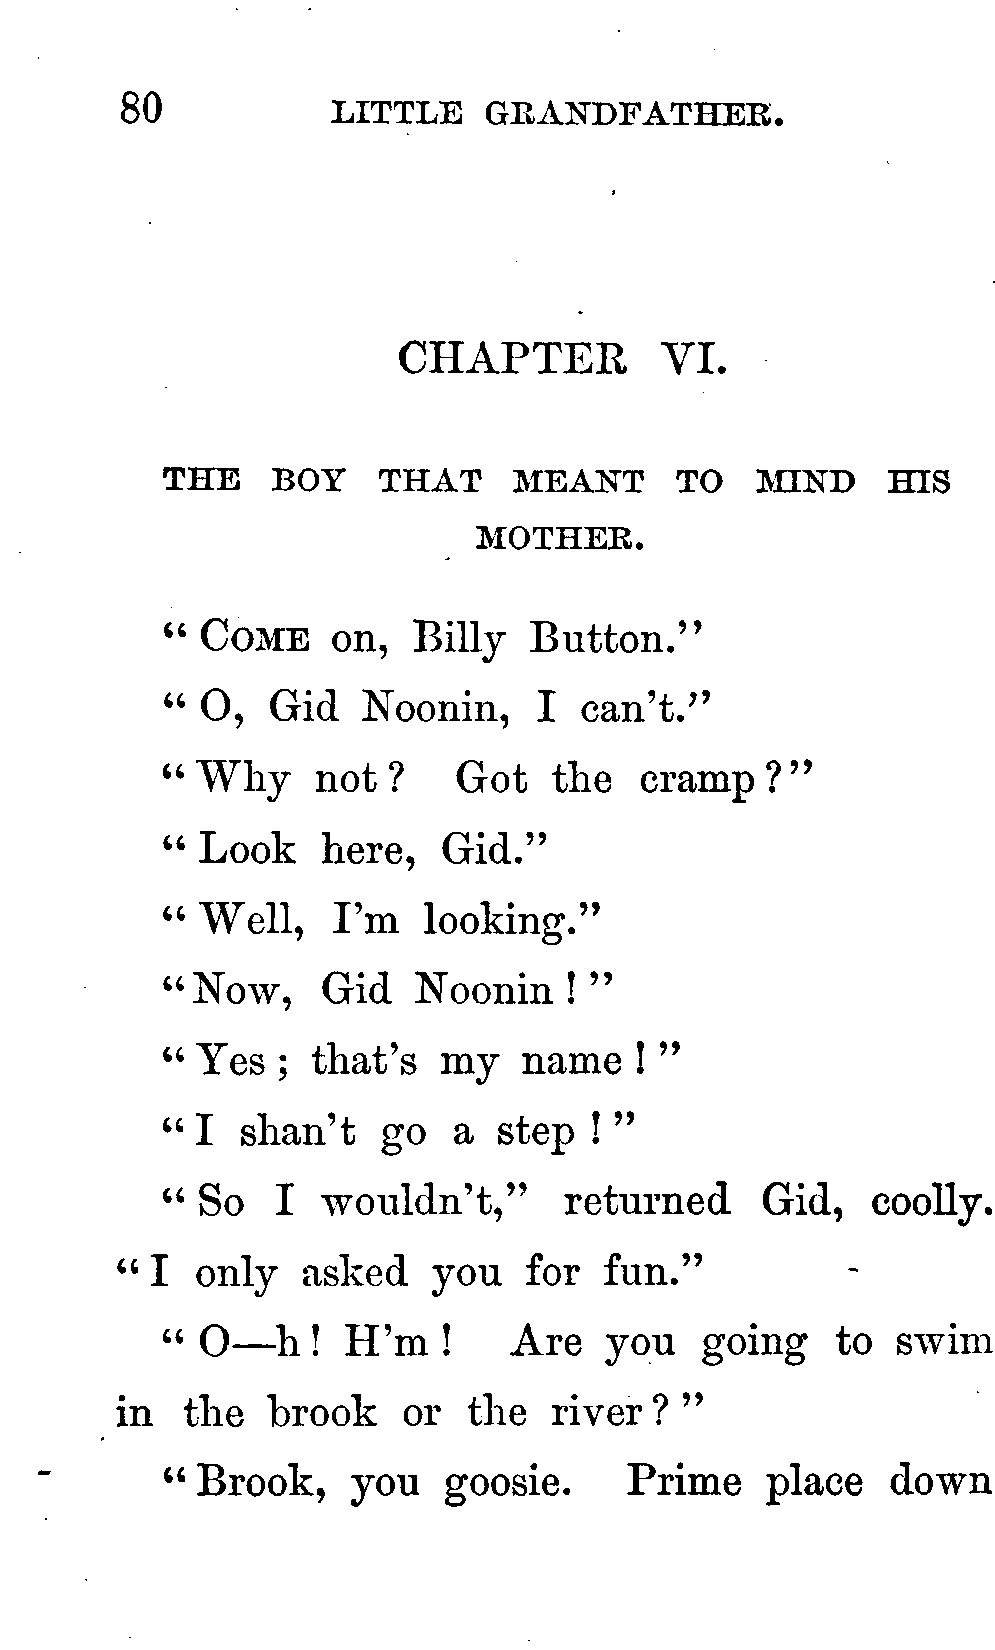 80 LITTLE GRANDFATHER.
CHAPTER VI.
THE BOY THAT MEANT TO MIND HIS
MOTHER.
“COME on, Billy Button.”
“O, Gid Noonin, I can’t.”
“Why not? Got the cramp?”
“Look here, Gid.”
“Well, I’m looking.”
“Now, Gid Noonin!”
“Yes; that’s my name!”
“I shan’t go a step!”
“So I wouldn’t,” returned Gid, coolly.
“I only asked you for fun.”
“O—h! H’m! Are you going to swim
in the brook or the river?”
“Brook, you goosie. Prime place down